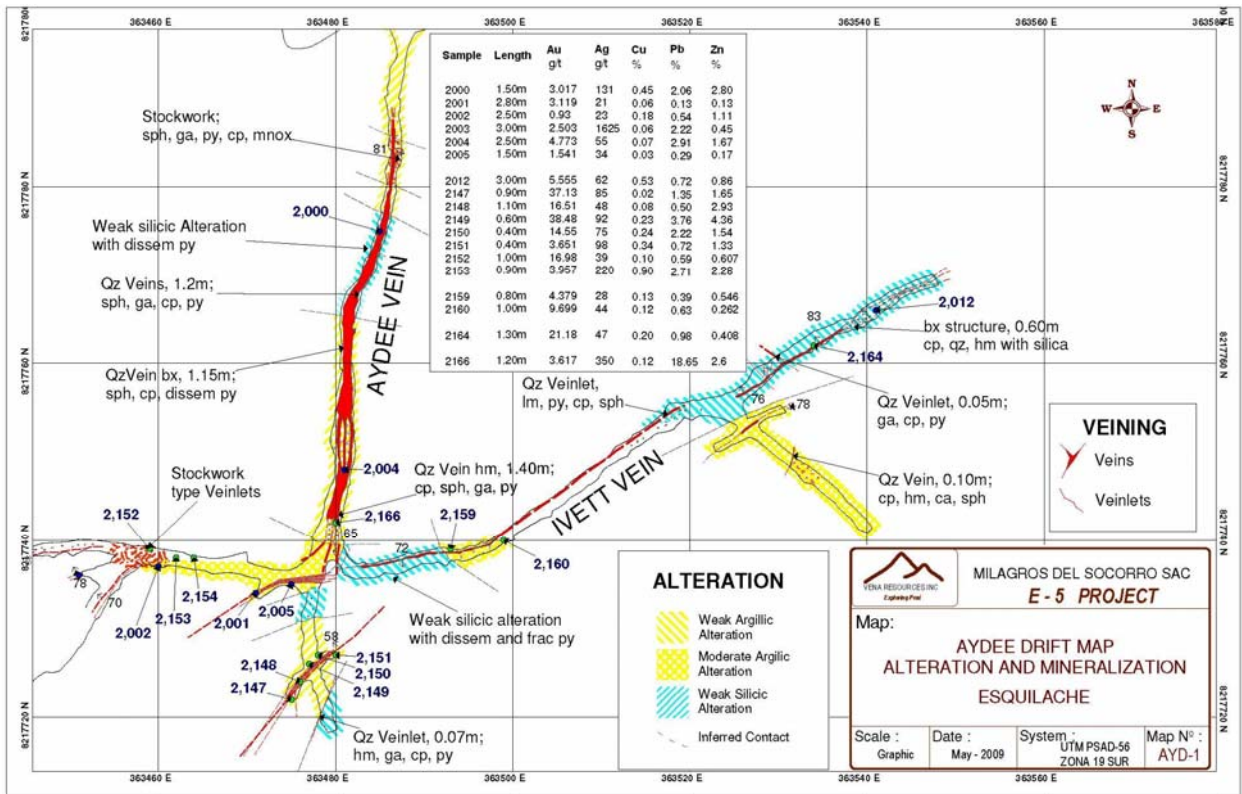 363460 E 363480 E 363500 E 363520 E 363540 E 363560 E 363580 E
8217800 N
8217780 N
8217760 N
8217740 N
8217720 N
Sample Length Au Ag Cu Pb Zn
g/t g/t % % %
2000 1.50m 3.017 131 0.45 2.06 2.80
2001 2.80m 3.119 21 0.06 0.13 0.13
2002 2.50m 0.93 23 0.18 0.54 1.11
2003 3.00m 2.503 1625 0.06 2.22 0.45
2004 2.50m 4.773 55 0.07 2.91 1.67
2005 1.50m 1.541 34 0.03 0.29 0.17
2012 3.00m 5.555 62 0.53 0.72 0.86
2147 0.90m 37.13 85 0.02 1.35 1.65
2148 1.10m 16.51 48 0.08 0.50 2.93
2149 0.60m 38.48 92 0.23 3.76 4.36
2150 0.40m 14.55 75 0.24 2.22 1.54
2151 0.40m 3.651 98 0.34 0.72 1.33
2152 1.00m 16.98 39 0.10 0.59 0.607
2153 0.90m 3.957 220 0.90 2.71 2.28
2159 0.80m 4.379 28 0.13 0.39 0.546
2160 1.00m 9.699 44 0.12 0.63 0.262
2164 1.30m 21.18 47 0.20 0.98 0.408
2166 1.20m 3.617 350 0.12 18.65 2.6
N
W E
S
Stockwork;
sph, ga, py, cp, mnox
81
2,000
Weak silicic Alteration
with dissem py
Qz Veins, 1.2m;
sph, ga, cp, py
AYDEE VEIN
QzVein bx, 1.15m;
sph, cp, dissem py
2,004
Stockwork
type Veinlets
Qz Vein hm, 1.40m;
cp, sph, ga, py
2,152
2,166
65
2,159
72
2,160
IVETT VEIN
Qz Veinlet,
lm, py, cp, sph
83
2,012
bx structure, 0.60m
cp, qz, hm with silica
2,164
76
78
Qz Veinlet, 0.05m;
ga, cp, py
Qz Vein, 0.10m;
cp, hm, ca, sph
78
70
2,002
2,153
2,154
2,001
2,005
Weak silicic alteration
with dissem and frac py
58
2,148
2,147
2,151
2,150
2,149
Qz Veinlet, 0.07m;
hm, ga, cp, py
VEINING
Veins
Veinlets
ALTERATION
Weak Argillic
Alteration
Moderate Argilic
Alteration
Weak Silicic
Alteration
Inferred Contact
VENA RESOURCES INC
MILAGROS DEL SOCORRO SAC
E - 5 PROJECT
Map:
AYDEE DRIFT MAP
ALTERATION AND MINERALIZATION
ESQUILACHE
Scale :
Graphic
Date :
May - 2009
System :
UTM PSAD-56
ZONA 19 SUR
Map Nº :
AYD-1
363460 E 363480 E 363500 E 363520 E 363540 E 363560 E
8217780 N
8217760 N
8217740 N
8217720 N